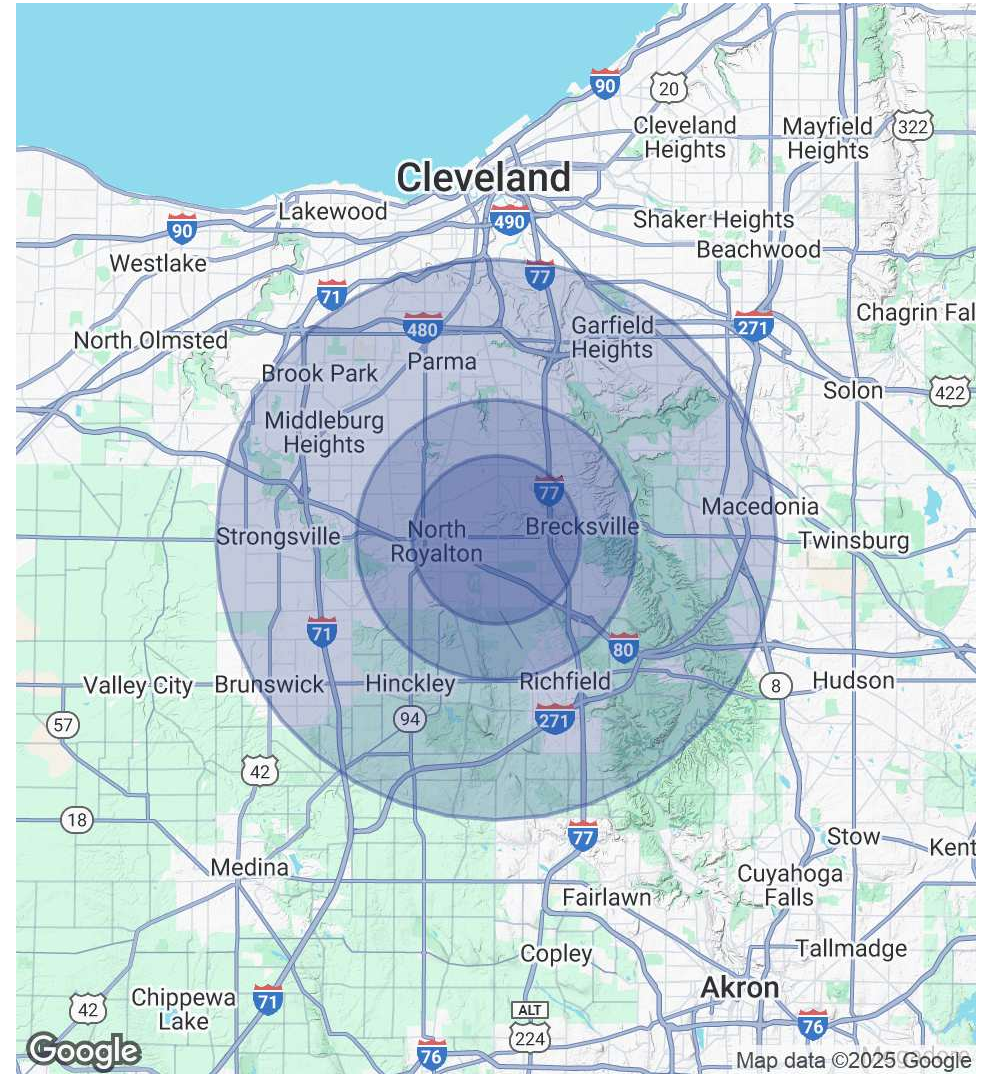 90
20
Cleveland
Heights
Mayfield
Heights
322
Cleveland
Lakewood
490
Shaker Heights
90
Beachwood
Westlake
77
71
Chagrin Fal
480
Garfield
Heights
271
North Olmsted
Parma
Brook Park
Solon
422
Middleburg
Heights
77
Macedonia
Strongsville
North
Royalton
Brecksville
Twinsburg
71
80
Valley City
Brunswick
Hinckley
Richfield
8
Hudson
57
94
271
42
18
77
Stow
Kent
Medina
Cuyahoga
Falls
Fairlawn
Copley
Tallmadge
Akron
42
Chippewa
Lake
71
ALT
224
76
76
Google
Map data ©2025 Google